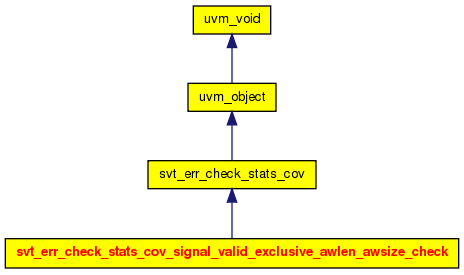 uvm_void
uvm_object
svt_err_check_stats_cov
svt_err_check_stats_cov_signal_valid_exclusive_awlen_awsize_check